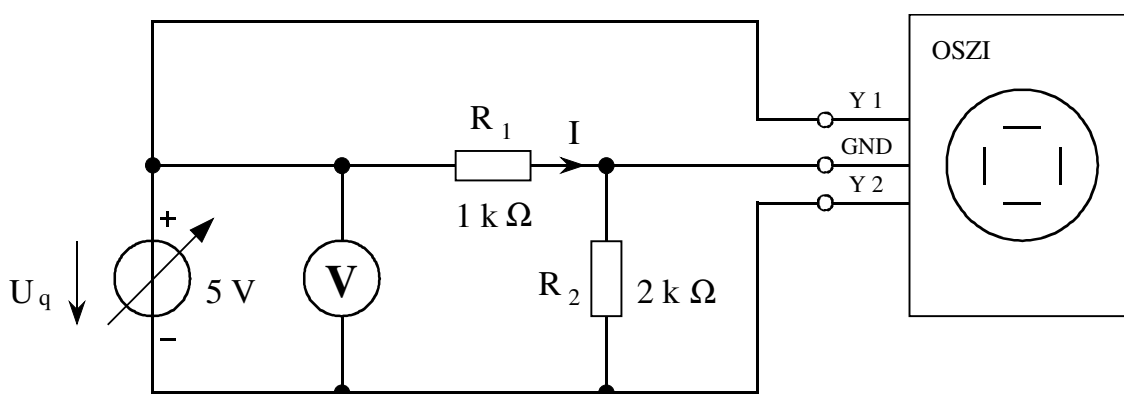 OSZI
Y 1
R 1
I
GND
Y 2
1 k Ω
+
U q
5 V
V
R 2
2 k Ω
−